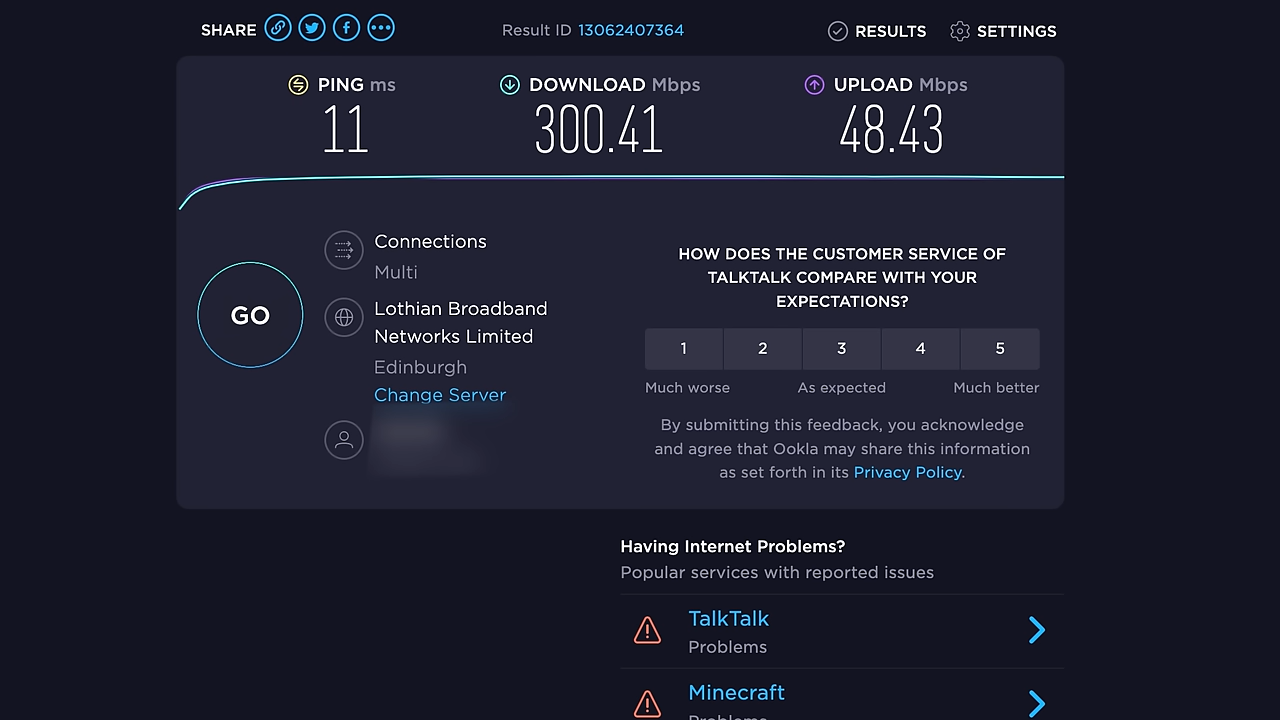 SHARE
Result ID 13062407364
RESULTS
SETTINGS
PING ms
11
DOWNLOAD Mbps
300.41
UPLOAD Mbps
48.43
GO
Connections
Multi
Lothian Broadband
Networks Limited
Edinburgh
Change Server
HOW DOES THE CUSTOMER SERVICE OF
TALKTALK COMPARE WITH YOUR
EXPECTATIONS?
1 2 3 4 5
Much worse As expected Much better
By submitting this feedback, you acknowledge
and agree that Ookla may share this information
as set forth in its Privacy Policy.
Having Internet Problems?
Popular services with reported issues
TalkTalk
Problems
Minecraft
Problems